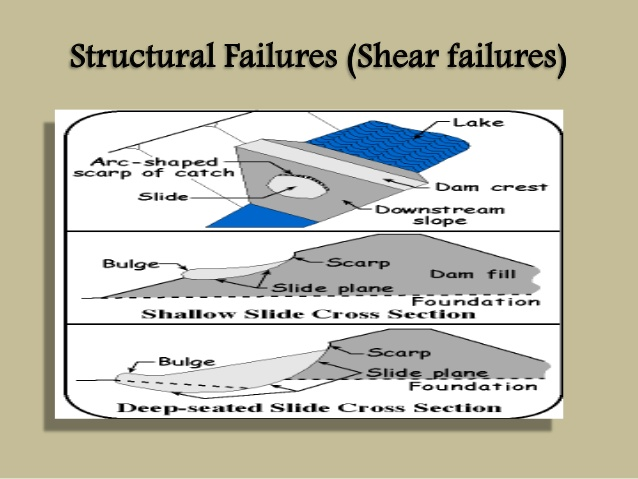 Structural Failures (Shear failures)
Lake
Arc-shaped
scarp of catch
Slide
Dam crest
Downstream
slope
Bulge
Scarp
Dam fill
Slide plane
Foundation
Shallow Slide Cross Section
Bulge
Scarp
Slide plane
Foundation
Deep-seated Slide Cross Section